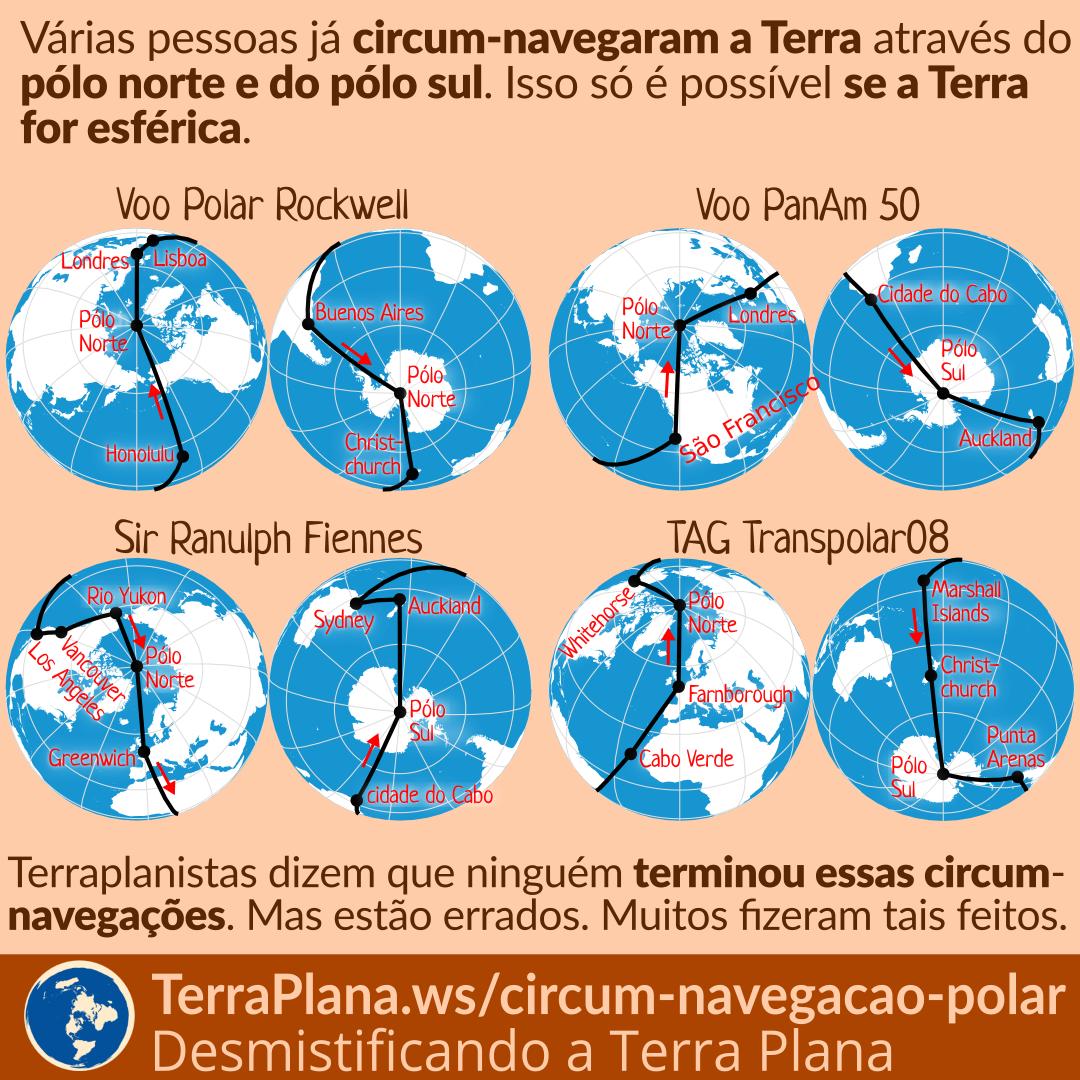 Várias pessoas já circum-navegaram a Terra através do
pólo norte e do pólo sul. Isso só é possível se a Terra
for esférica.
Voo Polar Rockwell
Londres
Lisboa
Pólo
Norte
Honolulu
Buenos Aires
Pólo
Norte
Christ-
church
Voo PanAm 50
Pólo
Norte
Londres
São Francisco
Cidade do Cabo
Pólo
Sul
Auckland
Sir Ranulph Fiennes
Rio Yukon
Vancouver
Los Angeles
Pólo
Norte
Greenwich
Sydney
Auckland
Pólo
Sul
cidade do Cabo
TAG Transpolar08
Whitehorse
Pólo
Norte
Farnborough
Cabo Verde
Marshall
Islands
Christ-
church
Punta
Arenas
Pólo
Sul
Terraplanistas dizem que ninguém terminou essas circum-
navegações. Mas estão errados. Muitos fizeram tais feitos.
TerraPlana.ws/circum-navegacao-polar
Desmistificando a Terra Plana